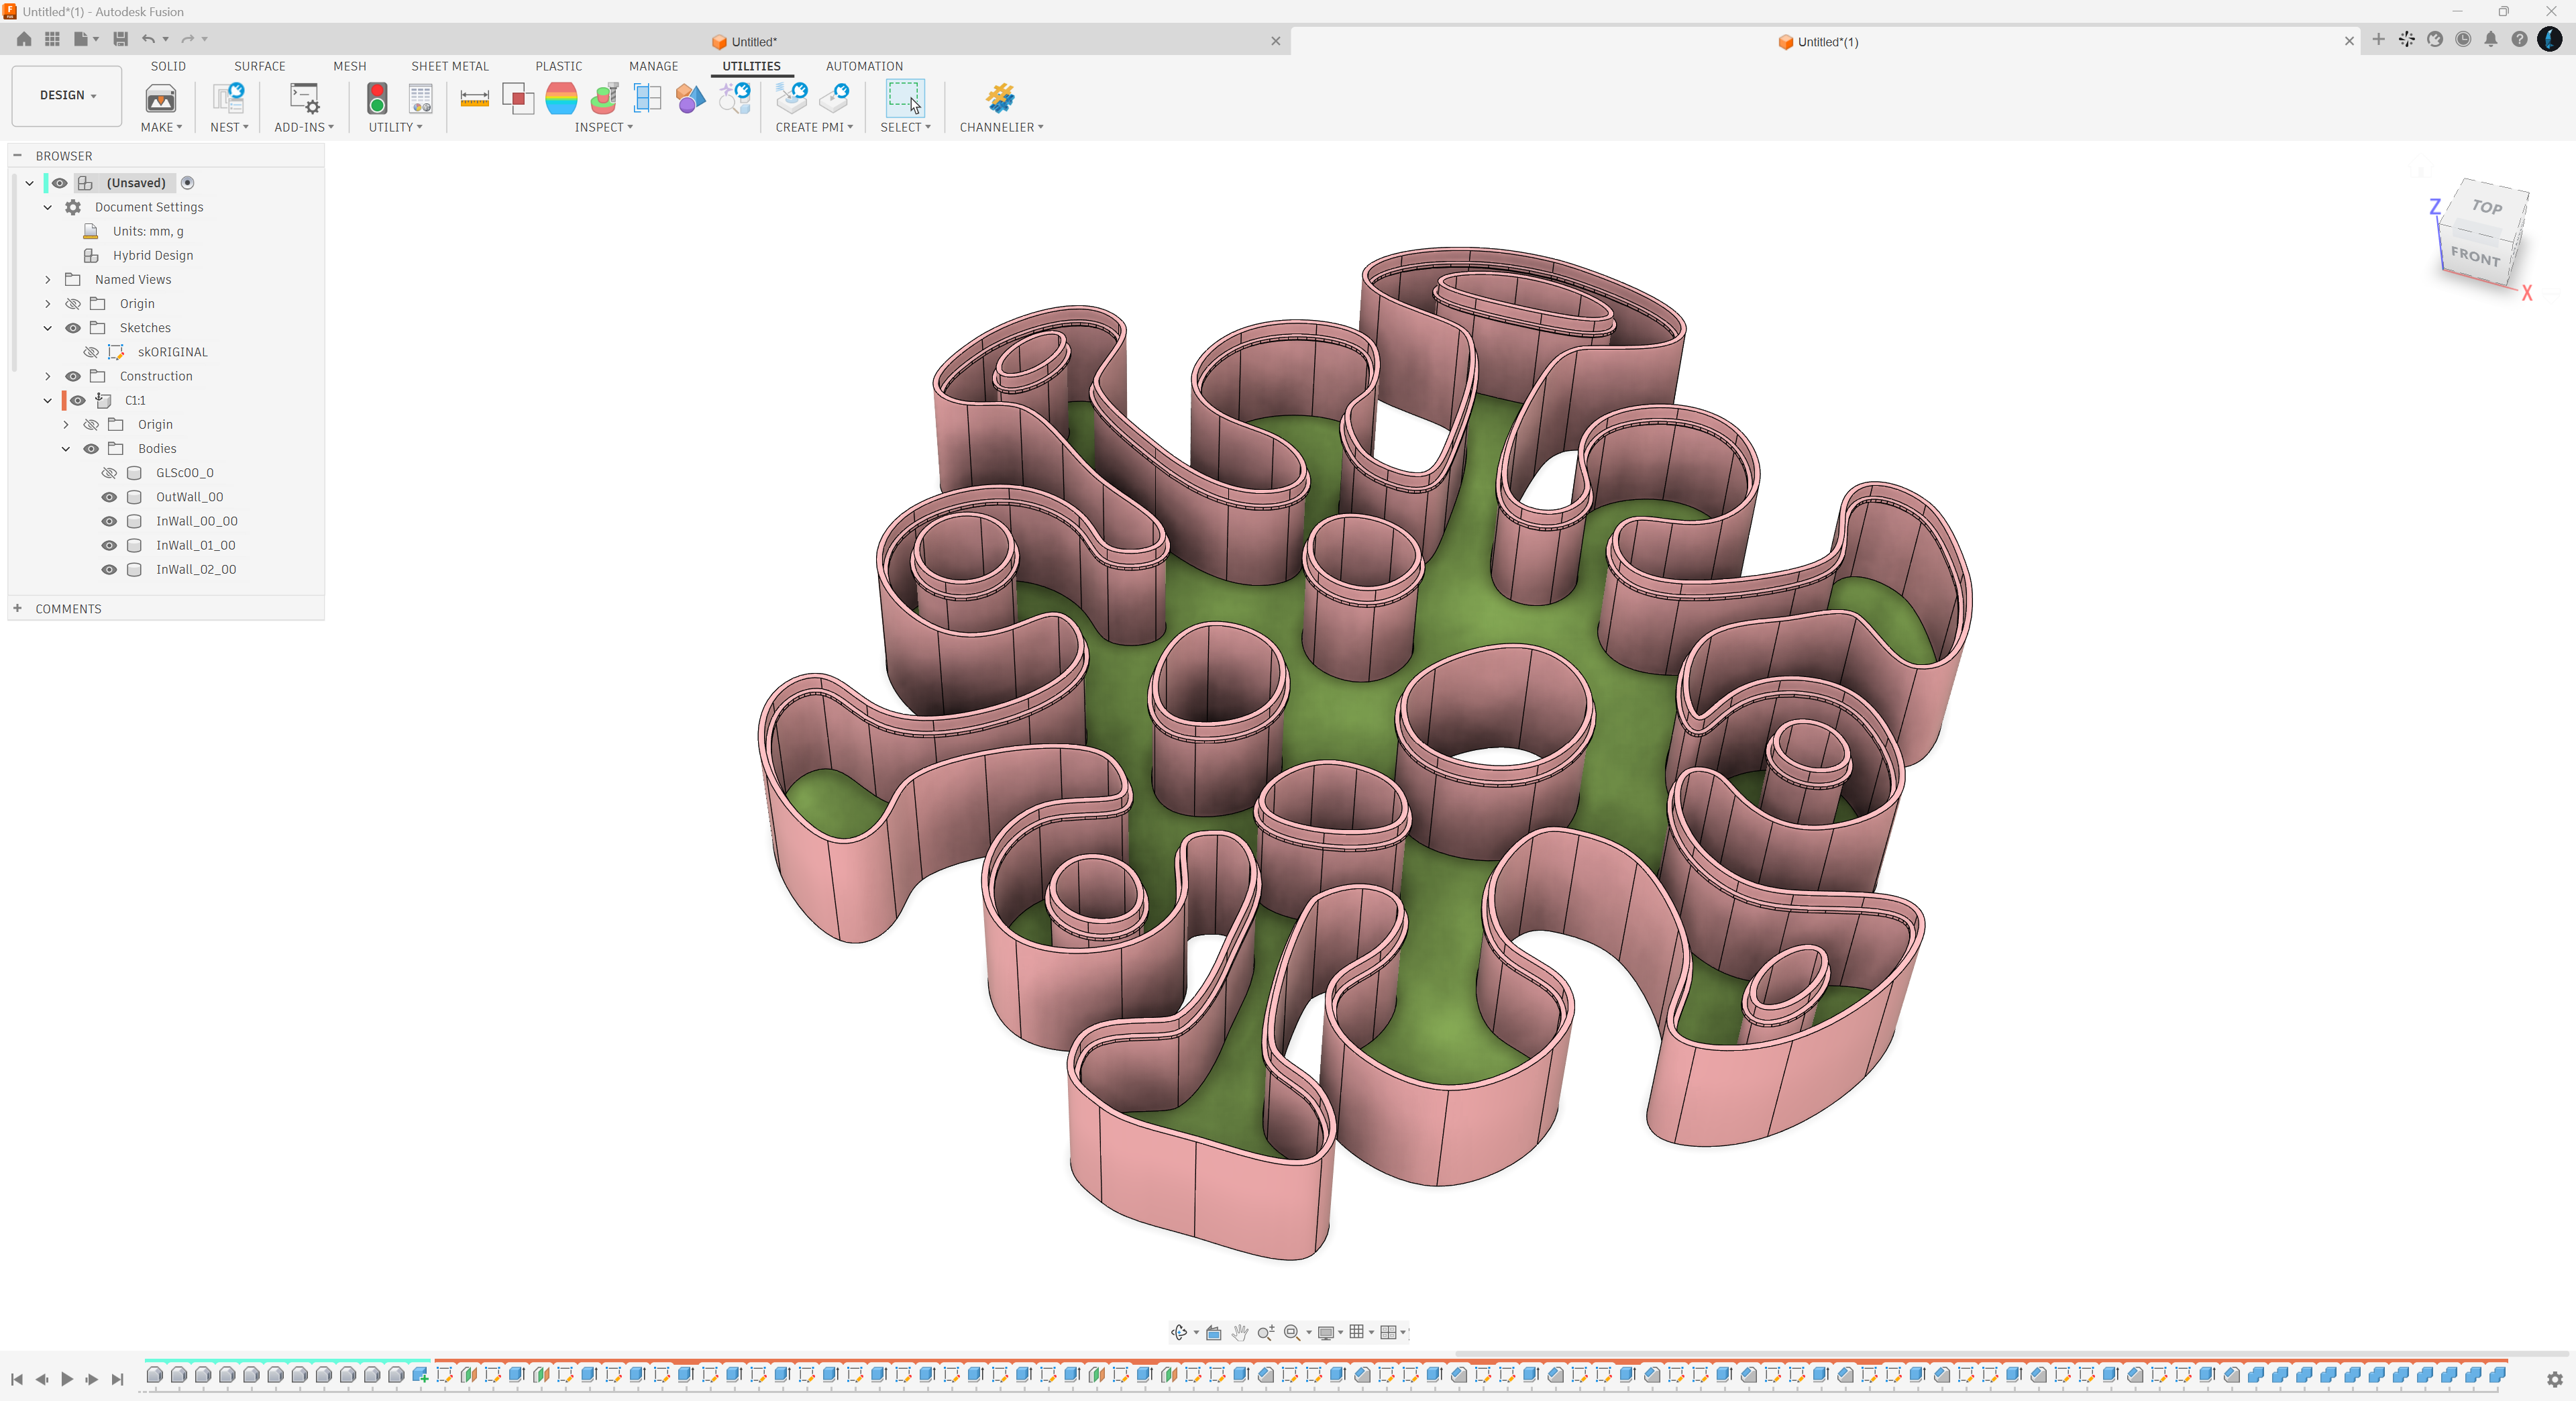 Untitled*(1) - Autodesk Fusion
Untitled*
Untitled*(1)
SOLID SURFACE MESH SHEET METAL PLASTIC MANAGE UTILITIES AUTOMATION
DESIGN
MAKE NEST ADD-INS UTILITY INSPECT CREATE PMI SELECT CHANNELIER
BROWSER
(Unsaved)
Document Settings
Units: mm, g
Hybrid Design
Named Views
Origin
Sketches
skORIGINAL
Construction
C1:1
Origin
Bodies
GLSc00_0
OutWall_00
InWall_00_00
InWall_01_00
InWall_02_00
COMMENTS
TOP
Z
FRONT
X